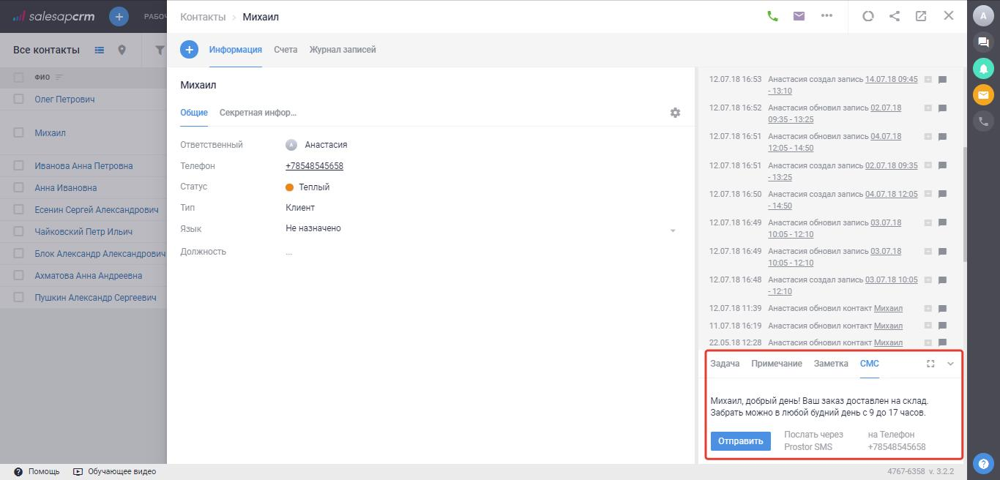 salesapcrm
РАБОЧ
Контакты
Михаил
A
Все контакты
Информация
Счета
Журнал записей
ФИО
Олег Петрович
Михаил
Иванова Анна Петровна
Анна Ивановна
Есенин Сергей Александрович
Чайковский Петр Ильич
Блок Александр Александрович
Ахматова Анна Андреевна
Пушкин Александр Сергеевич
Михаил
Общие
Секретная инфор...
Ответственный
A
Анастасия
Телефон
+78548545658
Статус
Теплый
Тип
Клиент
Язык
Не назначено
Должность
...
12.07.18 16:53 Анастасия создал запись 14.07.18 09:45
- 13:10
12.07.18 16:52 Анастасия обновил запись 02.07.18
09:35 - 13:25
12.07.18 16:51 Анастасия обновил запись 04.07.18
12:05 - 14:50
12.07.18 16:51 Анастасия создал запись 02.07.18 09:35
- 13:25
12.07.18 16:50 Анастасия создал запись 04.07.18 12:05
- 14:50
12.07.18 16:49 Анастасия обновил запись 03.07.18
10:05 - 12:10
12.07.18 16:49 Анастасия обновил запись 03.07.18
10:05 - 12:10
12.07.18 16:48 Анастасия создал запись 03.07.18 10:05
- 12:10
12.07.18 11:39 Анастасия обновил контакт Михаил
11.07.18 16:19 Анастасия обновил контакт Михаил
22.05.18 12:28 Анастасия обновил контакт Михаил
Задача
Примечание
Заметка
СМС
Михаил, добрый день! Ваш заказ доставлен на склад.
Забрать можно в любой будний день с 9 до 17 часов.
Отправить
Послать через
Prostor SMS
на Телефон
+78548545658
Помощь
Обучающее видео
4767-6358 v. 3.2.2